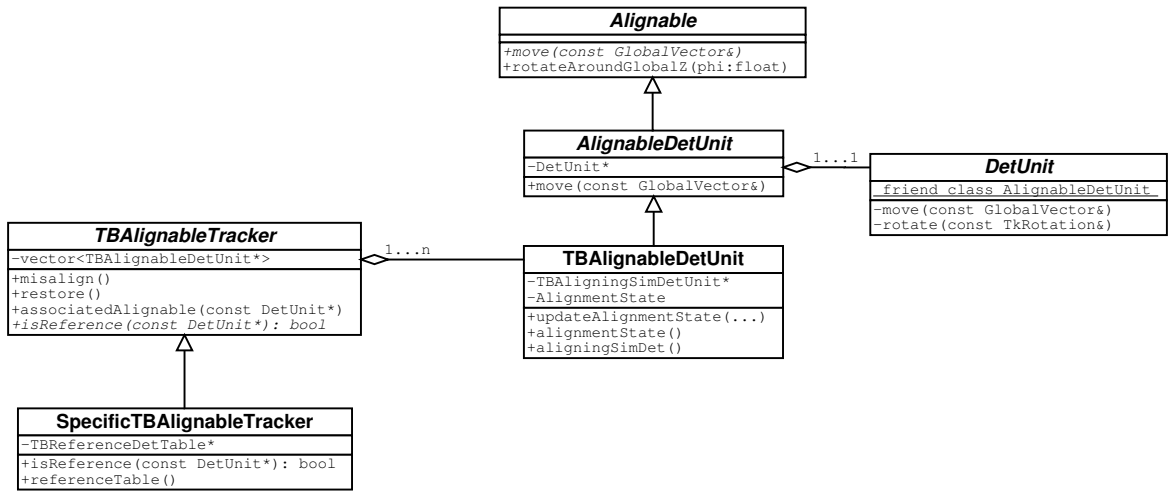 Alignable
+move(const GlobalVector&)
+rotateAroundGlobalZ(phi:float)
AlignableDetUnit
-DetUnit*
+move(const GlobalVector&)
1...1
DetUnit
friend class AlignableDetUnit
-move(const GlobalVector&)
-rotate(const TkRotation&)
TBAlignableTracker
-vector<TBAlignableDetUnit*>
+misalign()
+restore()
+associatedAlignable(const DetUnit*)
+isReference(const DetUnit*): bool
1...n
TBAlignableDetUnit
-TBAligningSimDetUnit*
-AlignmentState
+updateAlignmentState(...)
+alignmentState()
+aligningSimDet()
SpecificTBAlignableTracker
-TBReferenceDetTable*
+isReference(const DetUnit*): bool
+referenceTable()